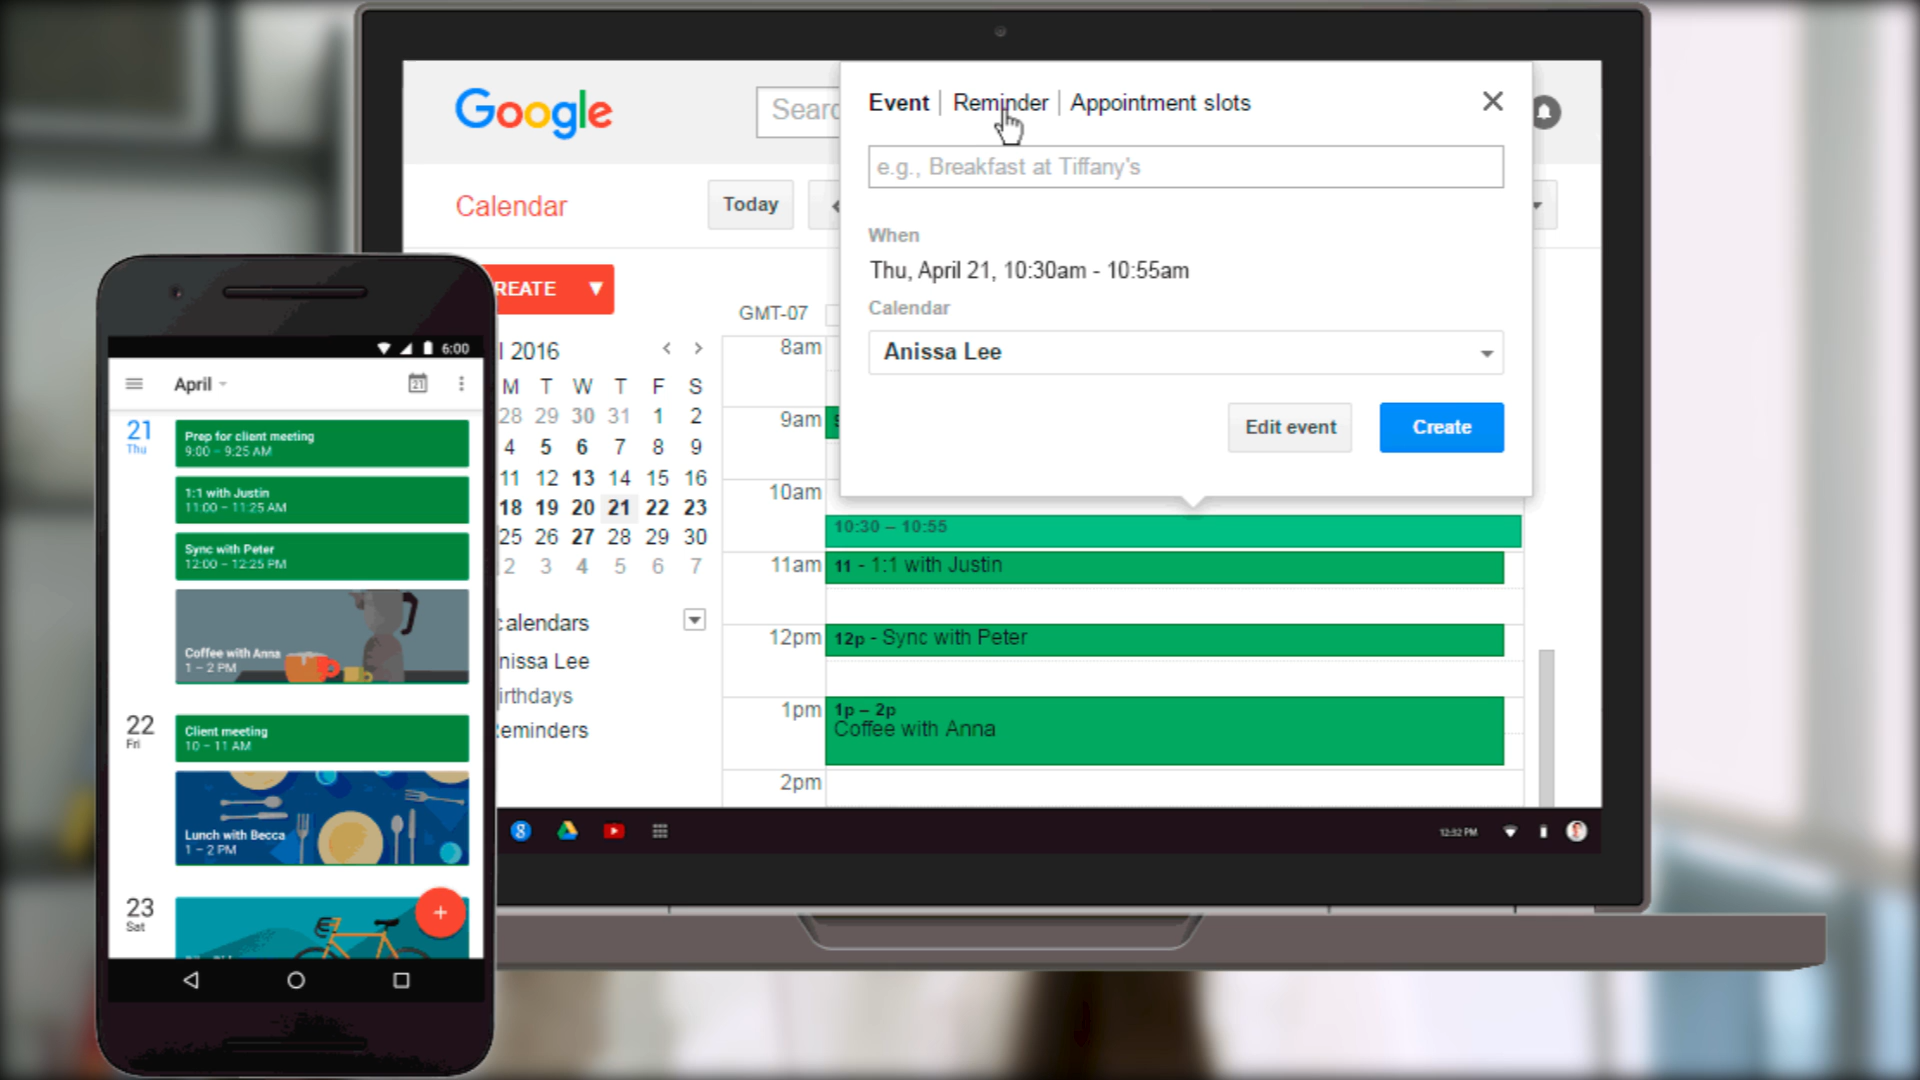 Google
Searc
Event | Reminder | Appointment slots
e.g., Breakfast at Tiffany's
When
Thu, April 21, 10:30am - 10:55am
Calendar
Anissa Lee
Edit event
Create
Calendar
Today
REATE
l 2016
M T W T F S
28 29 30 31 1 2
4 5 6 7 8 9
11 12 13 14 15 16
18 19 20 21 22 23
25 26 27 28 29 30
2 3 4 5 6 7
calendars
nissa Lee
irthdays
eminders
GMT-07
8am
9am
10am
10:30 – 10:55
11am
11 - 1:1 with Justin
12pm
12p - Sync with Peter
1pm
1p – 2p
Coffee with Anna
2pm
12:32 PM
6:00
April
21
21
Thu
Prep for client meeting
9:00 – 9:25 AM
1:1 with Justin
11:00 – 11:25 AM
Sync with Peter
12:00 – 12:25 PM
Coffee with Anna
1 – 2 PM
22
Fri
Client meeting
10 – 11 AM
Lunch with Becca
1 – 2 PM
23
Sat